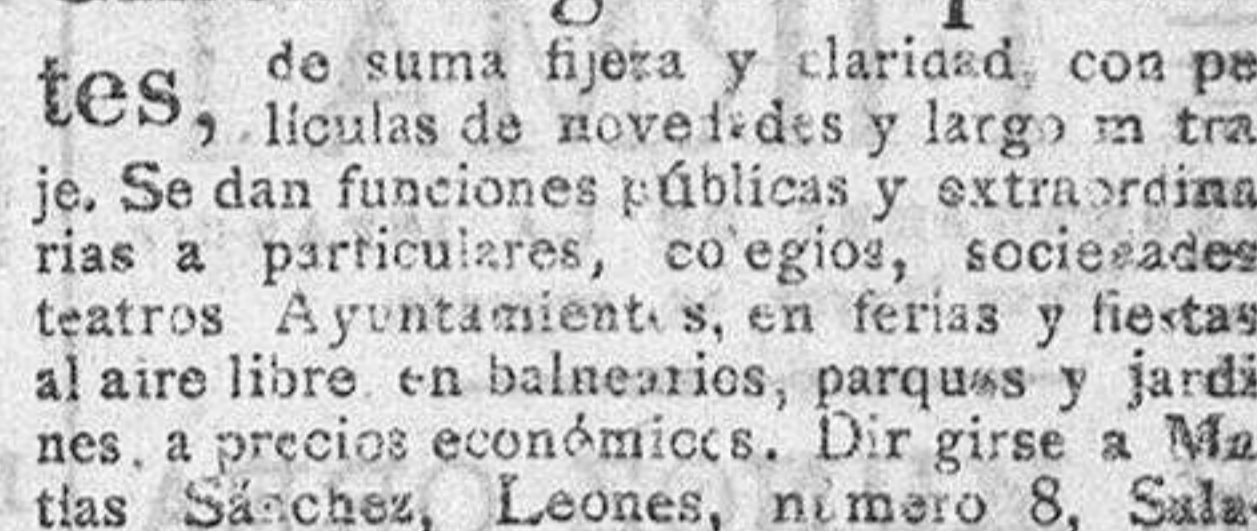 tes, de suma fijeza y claridad, con pe
lículas de novedades y largo m tra
je. Se dan funciones públicas y extraordina
rias a particulares, colegios, sociedades
teatros Ayuntamientos, en ferias y fiestas
al aire libre en balnearios, parques y jardi
nes, a precios económicos. Dirigirse a Ma
tías Sánchez, Leones, número 8, Sala